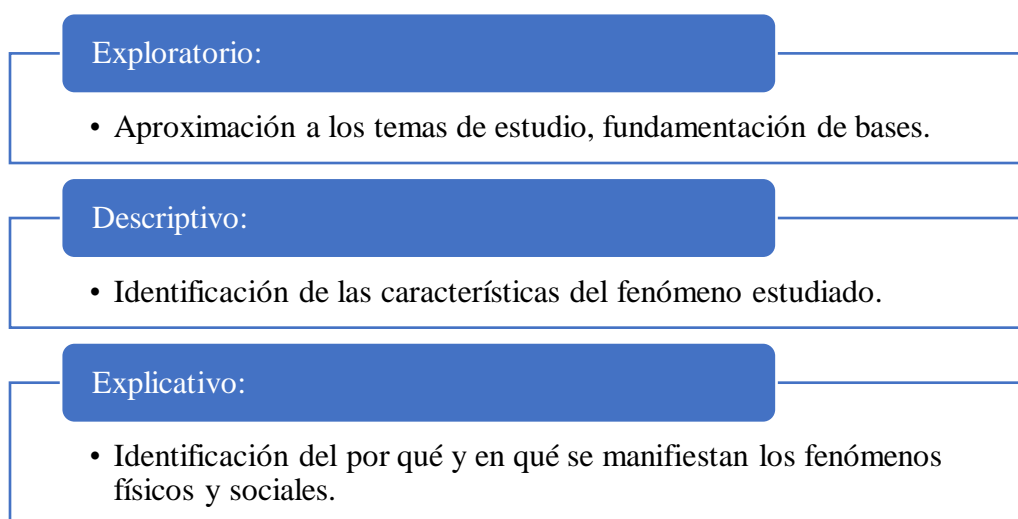 Exploratorio:
• Aproximación a los temas de estudio, fundamentación de bases.
Descriptivo:
• Identificación de las características del fenómeno estudiado.
Explicativo:
• Identificación del por qué y en qué se manifiestan los fenómenos
físicos y sociales.